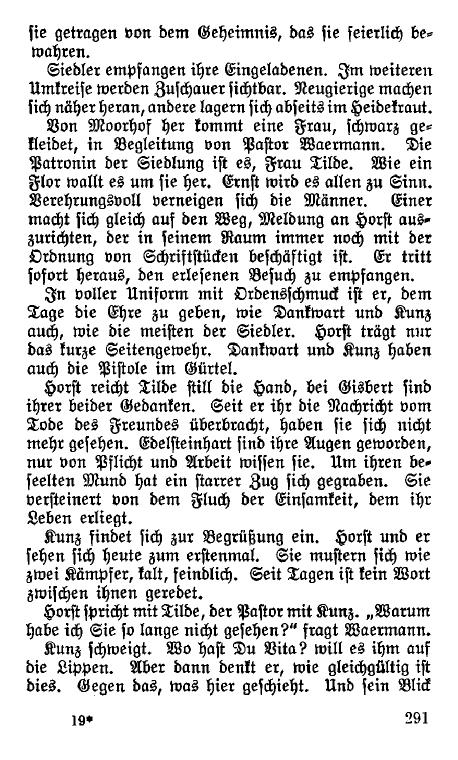 sie getragen von dem Geheimnis, das sie feierlich be-
wahren.
Siedler empfangen ihre Eingeladenen. Im weiteren
Umkreise werden Zuschauer sichtbar. Neugierige machen
sich näher heran, andere lagern sich abseits im Heidekraut.
Von Moorhof her kommt eine Frau, schwarz ge-
kleidet, in Begleitung von Pastor Waermann. Die
Patronin der Siedlung ist es, Frau Tilde. Wie ein
Flor wallt es um sie her. Ernst wird es allen zu Sinn.
Verehrungsvoll verneigen sich die Männer. Einer
macht sich gleich auf den Weg, Meldung an Horst aus-
zurichten, der in seinem Raum immer noch mit der
Ordnung von Schriftstücken beschäftigt ist. Er tritt
sofort heraus, den erlesenen Besuch zu empfangen.
In voller Uniform mit Ordensschmuck ist er, dem
Tage die Ehre zu geben, wie Dankwart und Kunz
auch, wie die meisten der Siedler. Horst trägt nur
das kurze Seitengewehr. Dankwart und Kunz haben
auch die Pistole im Gürtel.
Horst reicht Tilde still die Hand, bei Gisbert sind
ihrer beider Gedanken. Seit er ihr die Nachricht vom
Tode des Freundes überbracht, haben sie sich nicht
mehr gesehen. Edelsteinhart sind ihre Augen geworden,
nur von Pflicht und Arbeit wissen sie. Um ihren be-
seelten Mund hat ein starrer Zug sich gegraben. Sie
versteinert von dem Fluch der Einsamkeit, dem ihr
Leben erliegt.
Kunz findet sich zur Begrüßung ein. Horst und er
sehen sich heute zum erstenmal. Sie mustern sich wie
zwei Kämpfer, kalt, feindlich. Seit Tagen ist kein Wort
zwischen ihnen geredet.
Horst spricht mit Tilde, der Pastor mit Kunz. „Warum
habe ich Sie so lange nicht gesehen?“ fragt Waermann.
Kunz schweigt. Wo hast Du Vita? will es ihm auf
die Lippen. Aber dann denkt er, wie gleichgültig ist
dies. Gegen das, was hier geschieht. Und sein Blick
19* 291